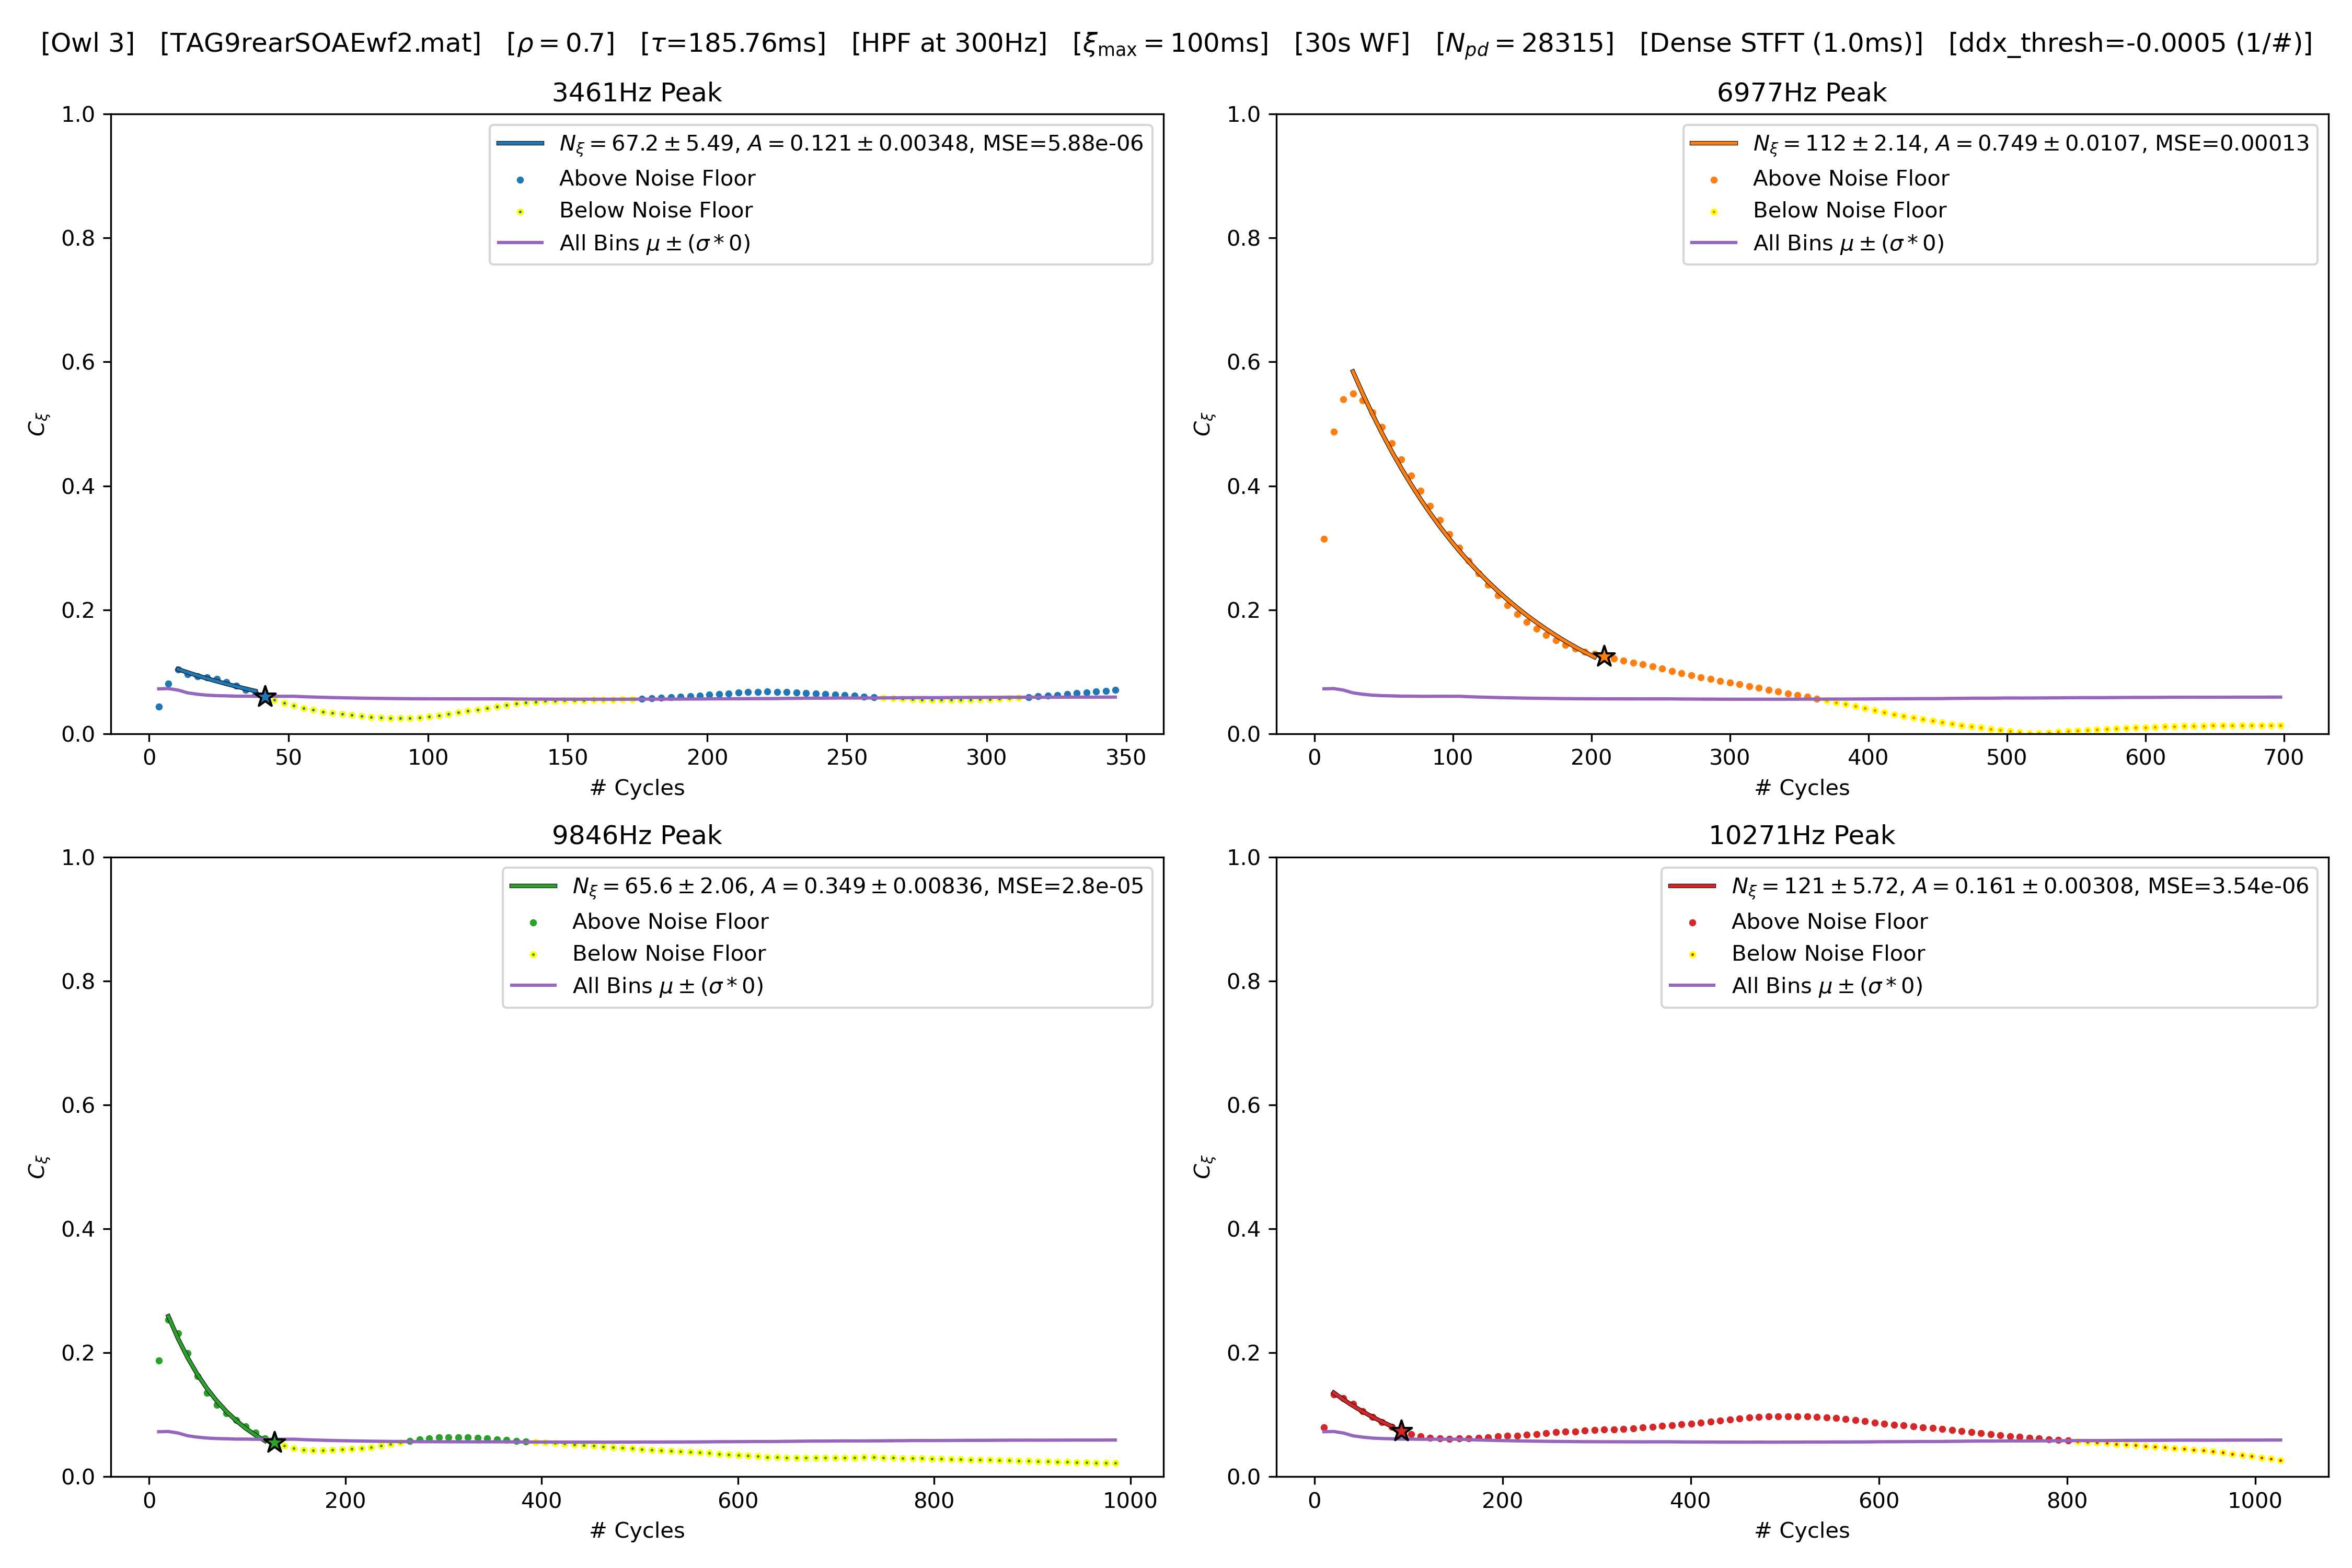 [Owl 3] [TAG9rearSOAEwf2.mat] [ρ = 0.7] [τ=185.76ms] [HPF at 300Hz] [ξmax = 100ms] [30s WF] [Npd = 28315] [Dense STFT (1.0ms)] [ddx_thresh=-0.0005 (1/#)]
3461Hz Peak
Nξ = 67.2 ± 5.49, A = 0.121 ± 0.00348, MSE=5.88e-06
Above Noise Floor
Below Noise Floor
All Bins μ ± (σ * 0)
1.0
0.8
0.6
0.4
0.2
0.0
Cξ
0 50 100 150 200 250 300 350
# Cycles
6977Hz Peak
Nξ = 112 ± 2.14, A = 0.749 ± 0.0107, MSE=0.00013
Above Noise Floor
Below Noise Floor
All Bins μ ± (σ * 0)
1.0
0.8
0.6
0.4
0.2
0.0
Cξ
0 100 200 300 400 500 600 700
# Cycles
9846Hz Peak
Nξ = 65.6 ± 2.06, A = 0.349 ± 0.00836, MSE=2.8e-05
Above Noise Floor
Below Noise Floor
All Bins μ ± (σ * 0)
1.0
0.8
0.6
0.4
0.2
0.0
Cξ
0 200 400 600 800 1000
# Cycles
10271Hz Peak
Nξ = 121 ± 5.72, A = 0.161 ± 0.00308, MSE=3.54e-06
Above Noise Floor
Below Noise Floor
All Bins μ ± (σ * 0)
1.0
0.8
0.6
0.4
0.2
0.0
Cξ
0 200 400 600 800 1000
# Cycles